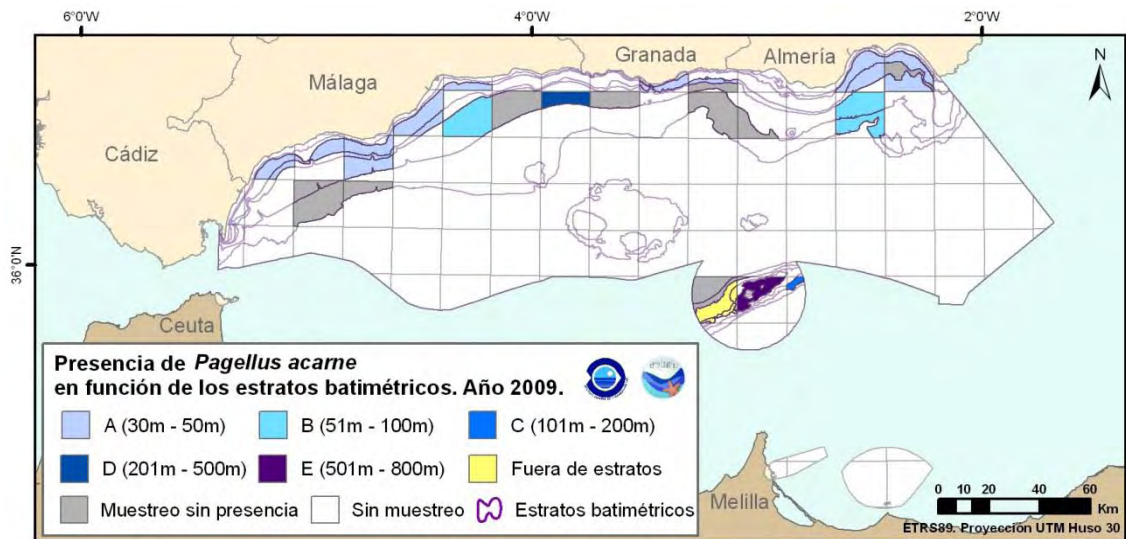 6°0'W 4°0'W 2°0'W
Granada Almería
N
Málaga
Cádiz
36°0'N
Ceuta
Presencia de Pagellus acarne
en función de los estratos batimétricos. Año 2009.
A (30m - 50m) B (51m - 100m) C (101m - 200m)
D (201m - 500m) E (501m - 800m) Fuera de estratos
Muestreo sin presencia Sin muestreo Estratos batimétricos
Melilla
0 10 20 40 60
Km
ETRS89. Proyección UTM Huso 30